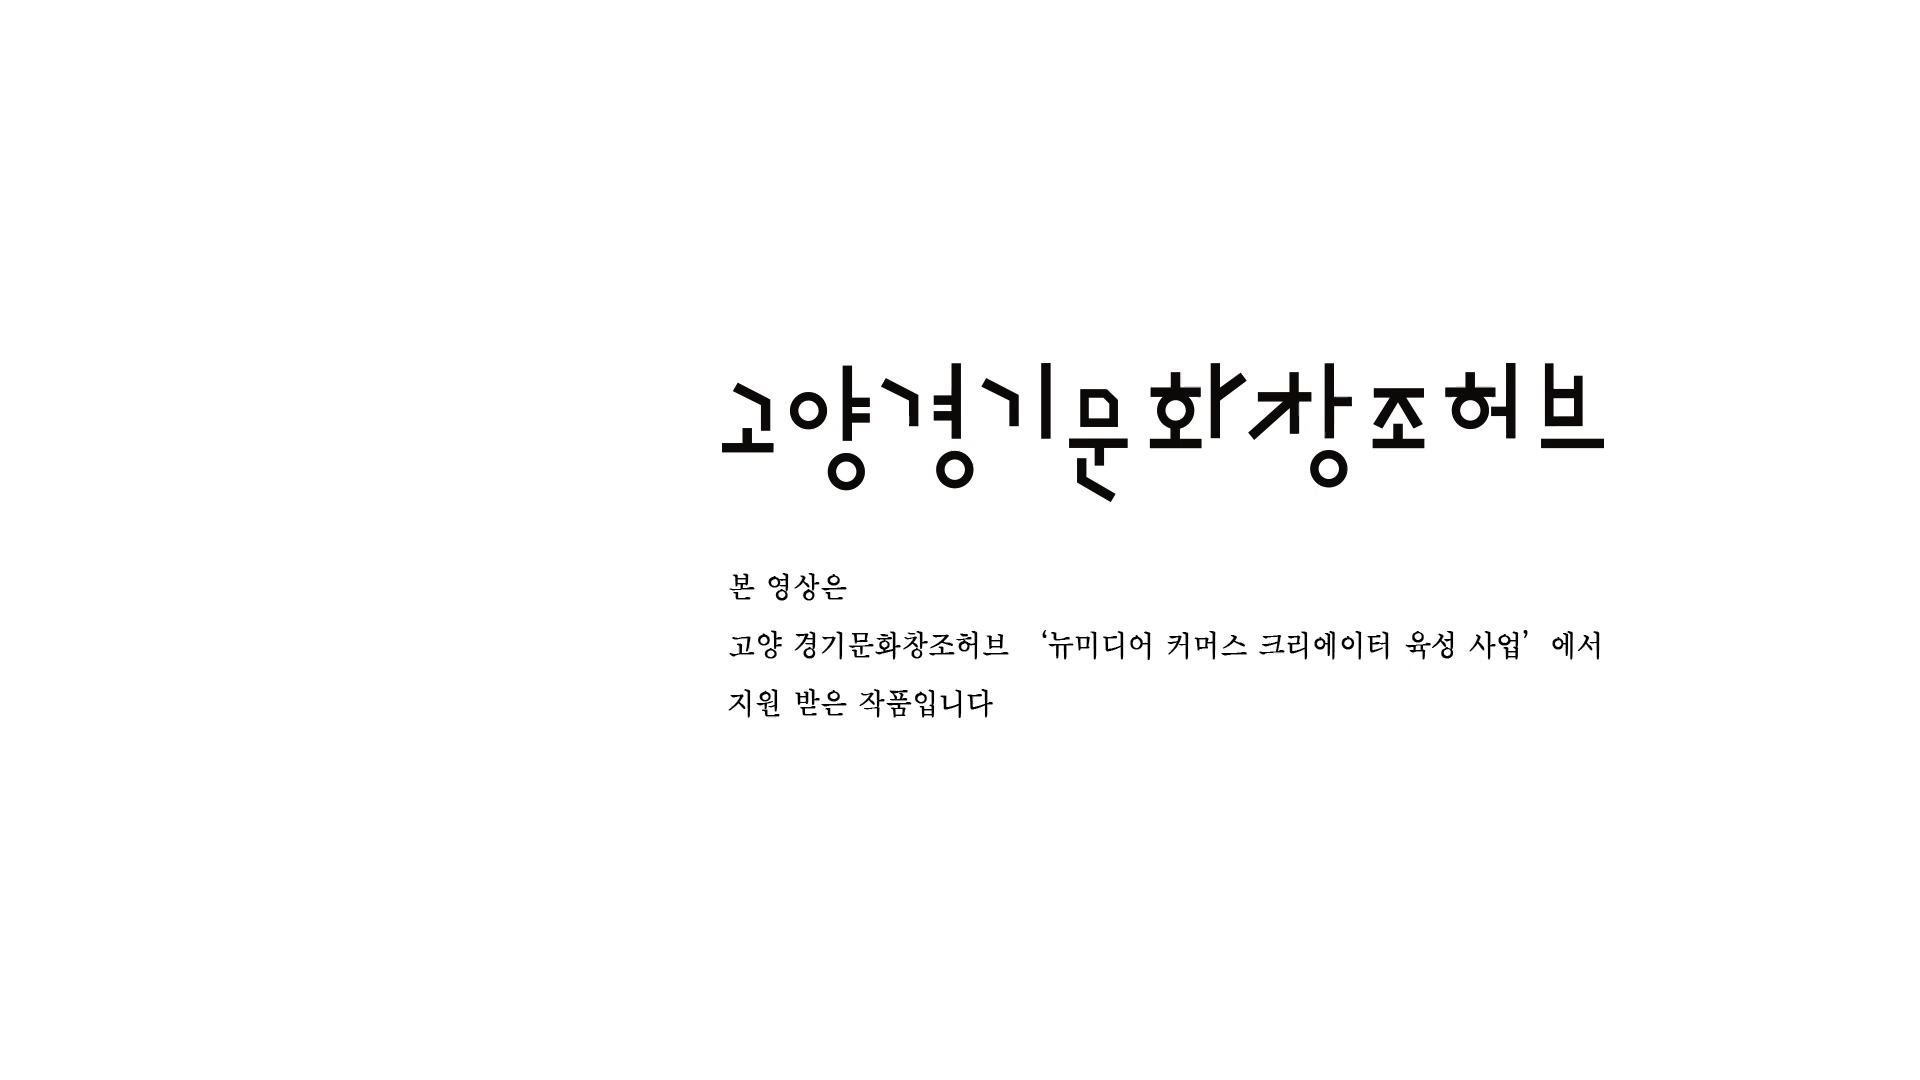 고양경기문화창조허브
본 영상은
고양 경기문화창조허브 ‘뉴미디어 커머스 크리에이터 육성 사업’ 에서
지원 받은 작품입니다